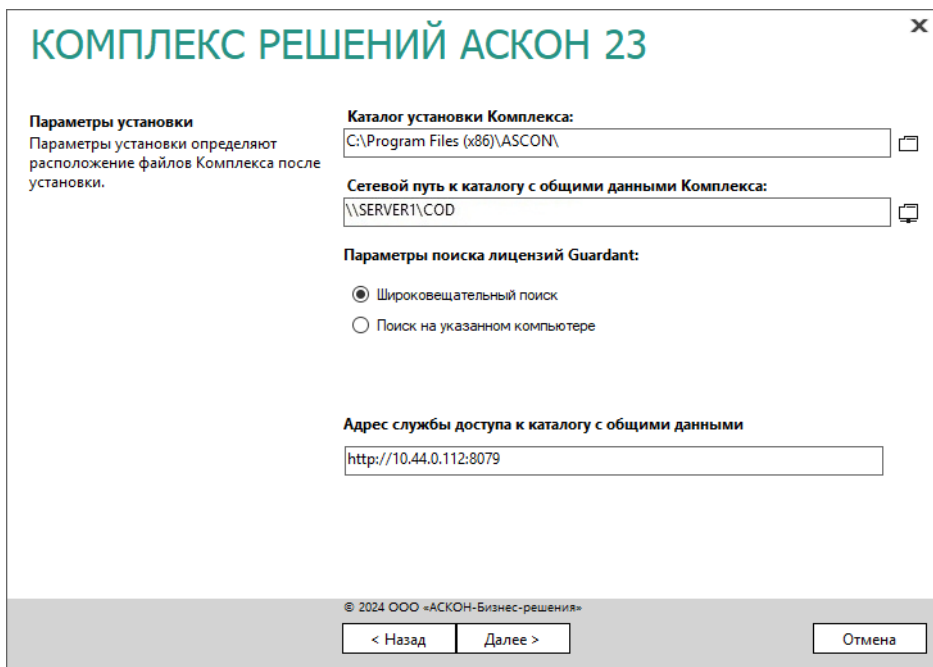 КОМПЛЕКС РЕШЕНИЙ АСКОН 23
Параметры установки
Параметры установки определяют
расположение файлов Комплекса после
установки.
Каталог установки Комплекса:
C:\Program Files (x86)\ASCON\
Сетевой путь к каталогу с общими данными Комплекса:
\\SERVER1\COD
Параметры поиска лицензий Guardant:
Широковещательный поиск
Поиск на указанном компьютере
Адрес службы доступа к каталогу с общими данными
http://10.44.0.112:8079
© 2024 ООО «АСКОН-Бизнес-решения»
< Назад
Далее >
Отмена